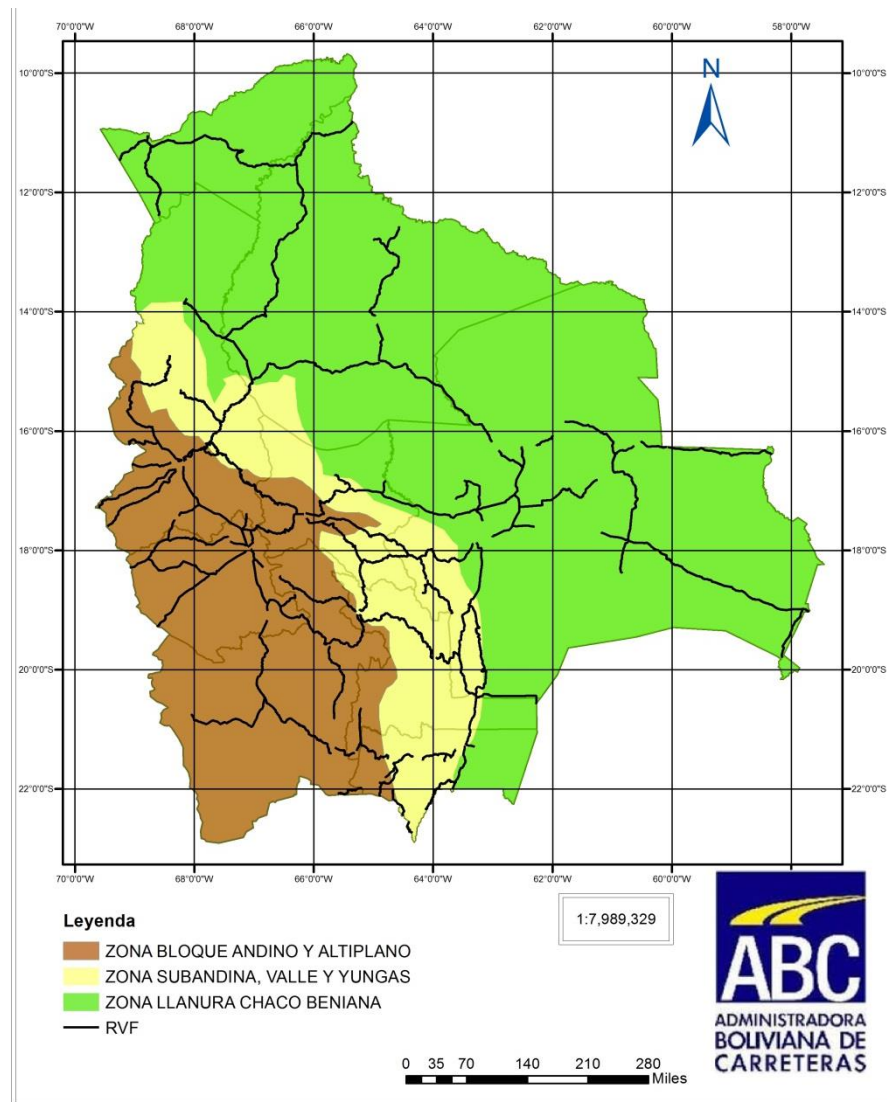 70°0'0"W 68°0'0"W 66°0'0"W 64°0'0"W 62°0'0"W 60°0'0"W 58°0'0"W
N
10°0'0"S 10°0'0"S
12°0'0"S 12°0'0"S
14°0'0"S 14°0'0"S
16°0'0"S 16°0'0"S
18°0'0"S 18°0'0"S
20°0'0"S 20°0'0"S
22°0'0"S 22°0'0"S
70°0'0"W 68°0'0"W 66°0'0"W 64°0'0"W 62°0'0"W 60°0'0"W 58°0'0"W
Leyenda
ZONA BLOQUE ANDINO Y ALTIPLANO
ZONA SUBANDINA, VALLE Y YUNGAS
ZONA LLANURA CHACO BENIANA
RVF
1:7,989,329
0 35 70 140 210 280
Miles
ABC
ADMINISTRADORA
BOLIVIANA DE
CARRETERAS